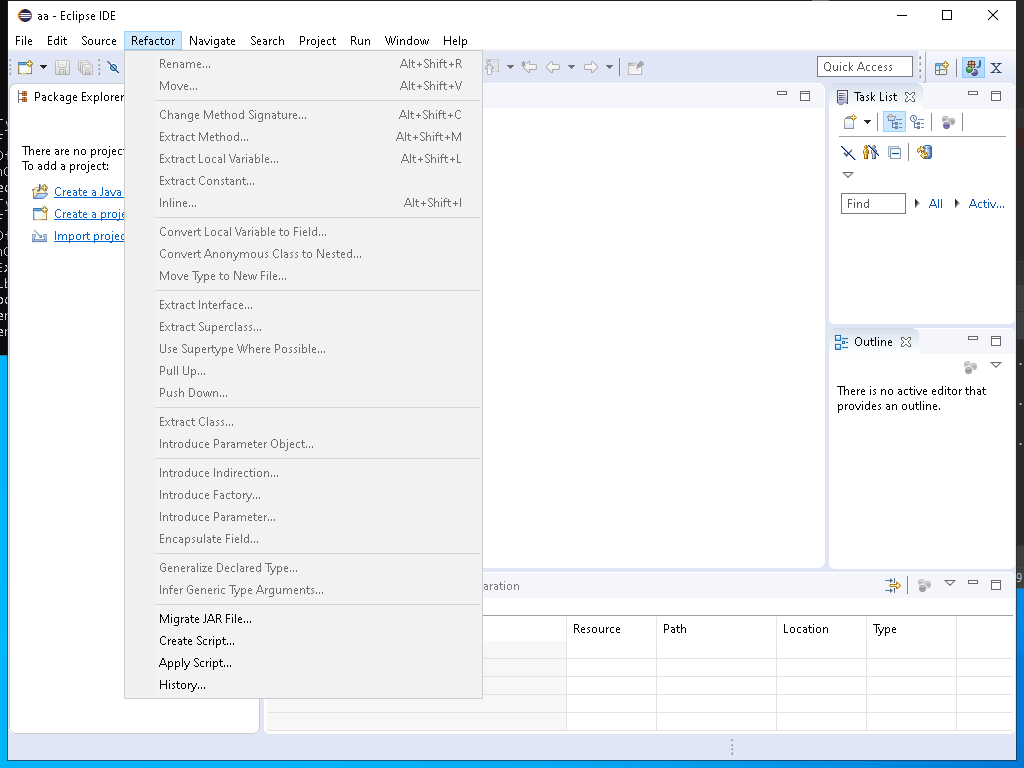 aa - Eclipse IDE
File Edit Source Refactor Navigate Search Project Run Window Help
Quick Access
Package Explorer
There are no
To add a project:
Create a Java
Create a
Import
Rename... Alt+Shift+R
Move... Alt+Shift+V
Change Method Signature... Alt+Shift+C
Extract Method... Alt+Shift+M
Extract Local Variable... Alt+Shift+L
Extract Constant...
Inline... Alt+Shift+I
Convert Local Variable to Field...
Convert Anonymous Class to Nested...
Move Type to New File...
Extract Interface...
Extract Superclass...
Use Supertype Where Possible...
Pull Up...
Push Down...
Extract Class...
Introduce Parameter Object...
Introduce Indirection...
Introduce Factory...
Introduce Parameter...
Encapsulate Field...
Generalize Declared Type...
Infer Generic Type Arguments...
Migrate JAR File...
Create Script...
Apply Script...
History...
Task List
Find All Activ...
Outline
There is no active editor that
provides an outline.
Resource Path Location Type